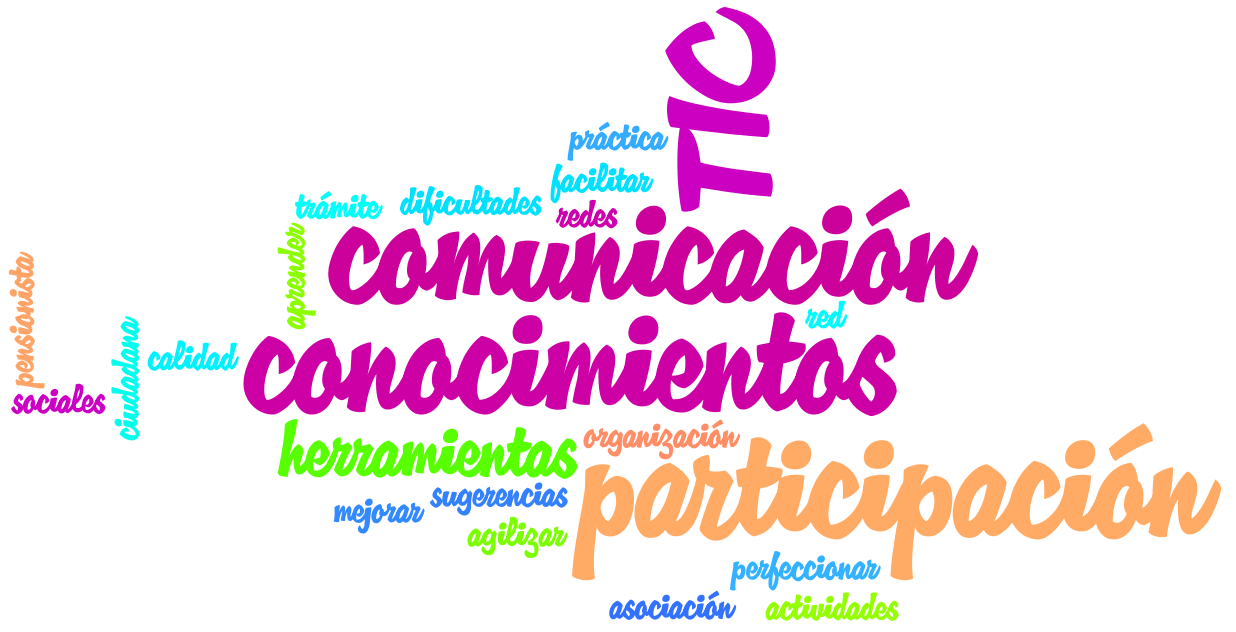 TIC
práctica
facilitar
trámite
dificultades
redes
comunicación
aprender
pensionista
ciudadana
red
calidad
conocimientos
sociales
herramientas
organización
participación
sugerencias
mejorar
agilizar
perfeccionar
asociación
actividades